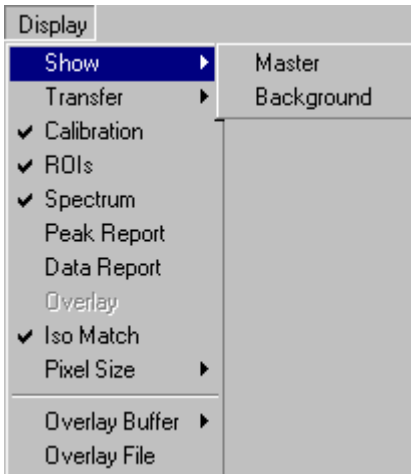 Display
Show
Master
Transfer
Background
Calibration
ROIs
Spectrum
Peak Report
Data Report
Overlay
Iso Match
Pixel Size
Overlay Buffer
Overlay File